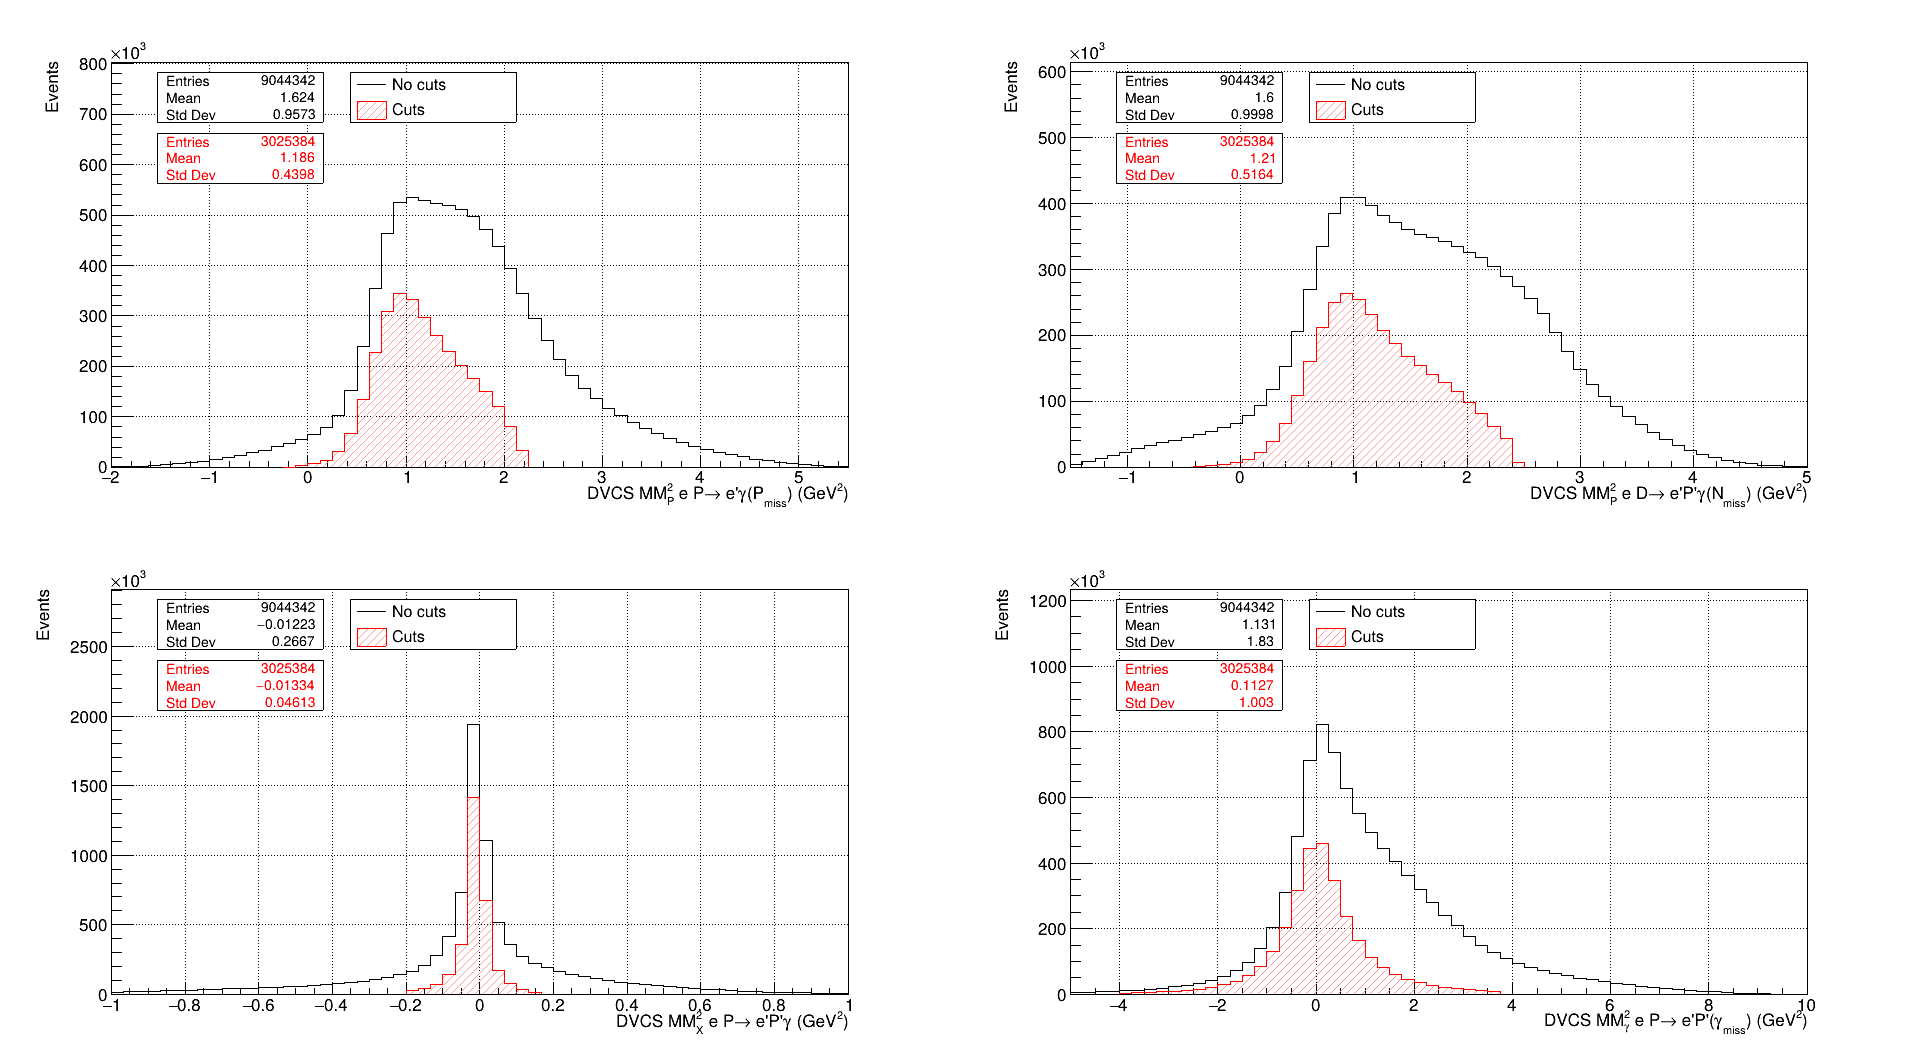 ×10³
Events
800
700
600
500
400
300
200
100
0
−2 −1 0 1 2 3 4 5
Entries 9044342
Mean 1.624
Std Dev 0.9573
Entries 3025384
Mean 1.186
Std Dev 0.4398
No cuts
Cuts
DVCS MM²_P e P→ e'γ(P_miss) (GeV²)
×10³
Events
600
500
400
300
200
100
0
−1 0 1 2 3 4 5
Entries 9044342
Mean 1.6
Std Dev 0.9998
Entries 3025384
Mean 1.21
Std Dev 0.5164
No cuts
Cuts
DVCS MM²_P e D→ e'P'γ(N_miss) (GeV²)
×10³
Events
2500
2000
1500
1000
500
0
−1 −0.8 −0.6 −0.4 −0.2 0 0.2 0.4 0.6 0.8 1
Entries 9044342
Mean −0.01223
Std Dev 0.2667
Entries 3025384
Mean −0.01334
Std Dev 0.04613
No cuts
Cuts
DVCS MM²_X e P→ e'P'γ (GeV²)
×10³
Events
1200
1000
800
600
400
200
0
−4 −2 0 2 4 6 8 10
Entries 9044342
Mean 1.131
Std Dev 1.83
Entries 3025384
Mean 0.1127
Std Dev 1.003
No cuts
Cuts
DVCS MM²_γ e P→ e'P'(γ_miss) (GeV²)